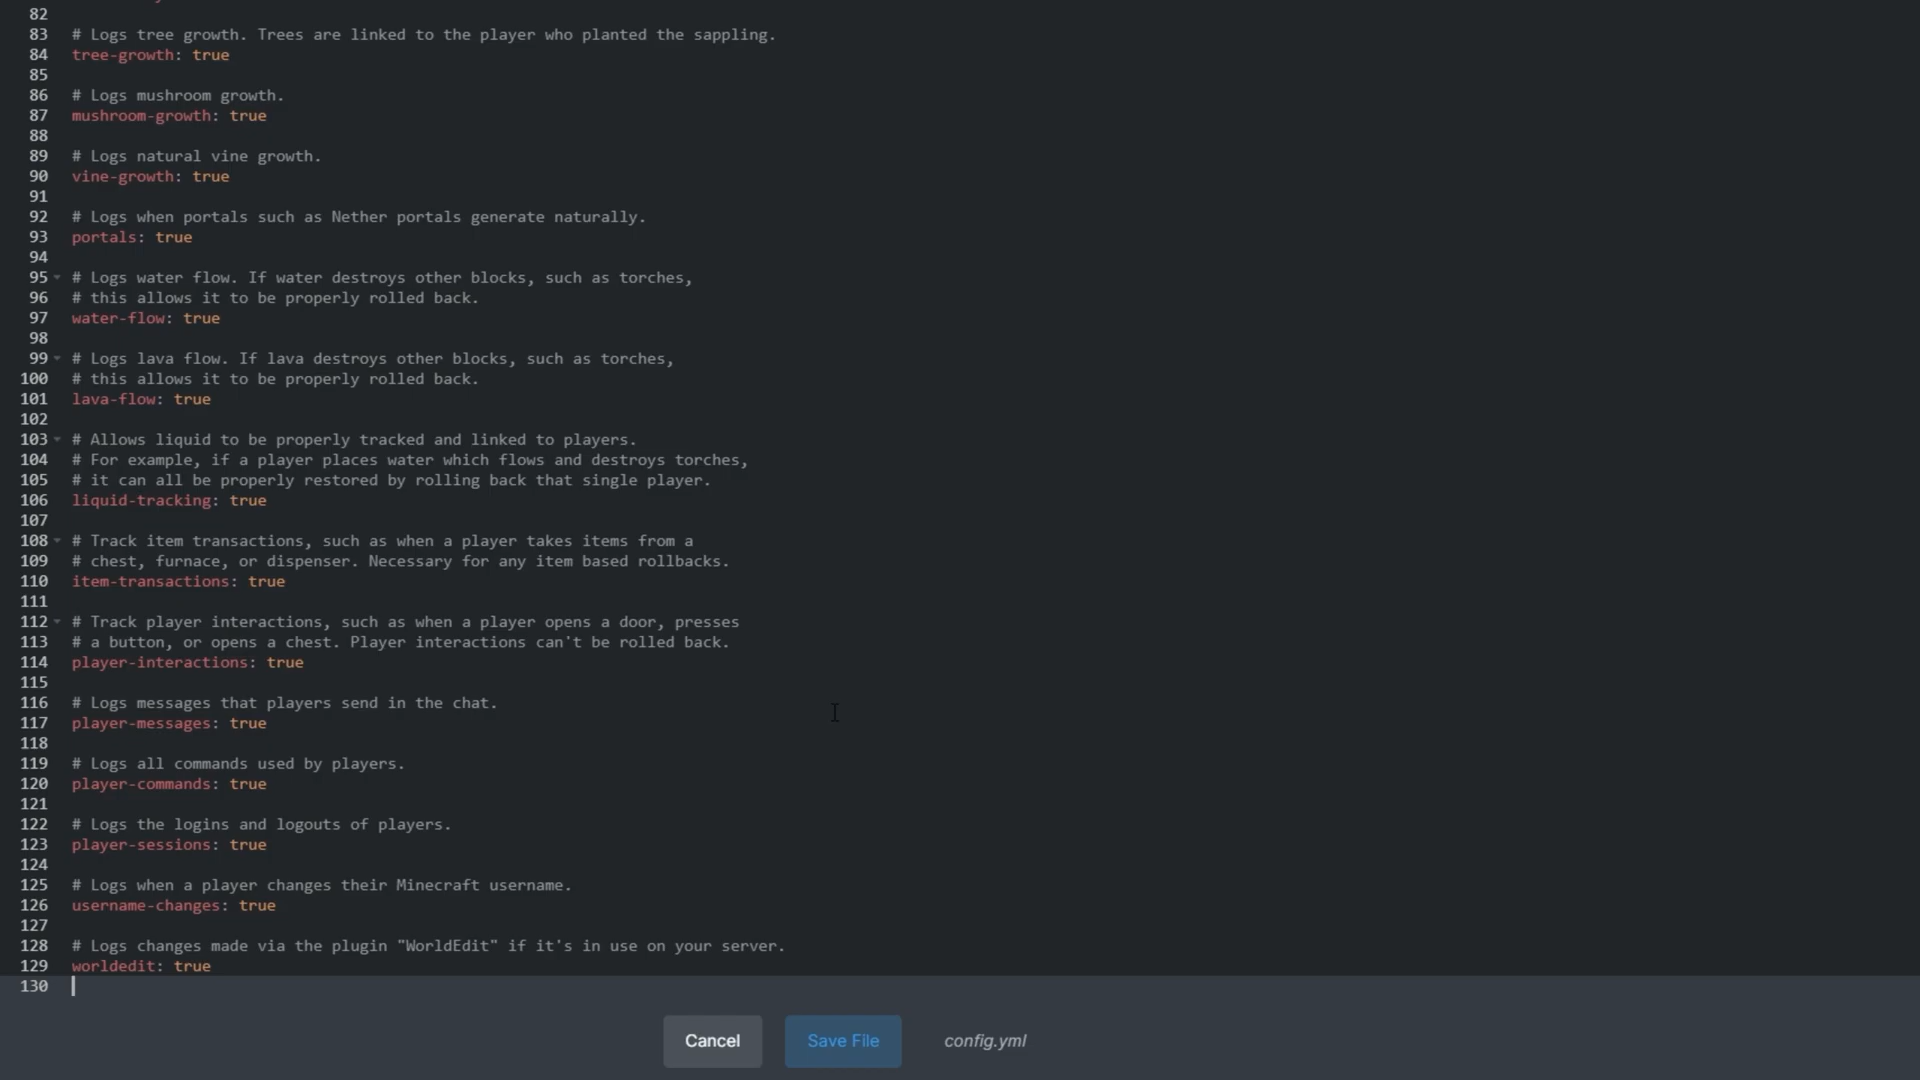 82
83 # Logs tree growth. Trees are linked to the player who planted the sappling.
84 tree-growth: true
85
86 # Logs mushroom growth.
87 mushroom-growth: true
88
89 # Logs natural vine growth.
90 vine-growth: true
91
92 # Logs when portals such as Nether portals generate naturally.
93 portals: true
94
95 # Logs water flow. If water destroys other blocks, such as torches,
96 # this allows it to be properly rolled back.
97 water-flow: true
98
99 # Logs lava flow. If lava destroys other blocks, such as torches,
100 # this allows it to be properly rolled back.
101 lava-flow: true
102
103 # Allows liquid to be properly tracked and linked to players.
104 # For example, if a player places water which flows and destroys torches,
105 # it can all be properly restored by rolling back that single player.
106 liquid-tracking: true
107
108 # Track item transactions, such as when a player takes items from a
109 # chest, furnace, or dispenser. Necessary for any item based rollbacks.
110 item-transactions: true
111
112 # Track player interactions, such as when a player opens a door, presses
113 # a button, or opens a chest. Player interactions can't be rolled back.
114 player-interactions: true
115
116 # Logs messages that players send in the chat.
117 player-messages: true
118
119 # Logs all commands used by players.
120 player-commands: true
121
122 # Logs the logins and logouts of players.
123 player-sessions: true
124
125 # Logs when a player changes their Minecraft username.
126 username-changes: true
127
128 # Logs changes made via the plugin "WorldEdit" if it's in use on your server.
129 worldedit: true
130
Cancel Save File config.yml